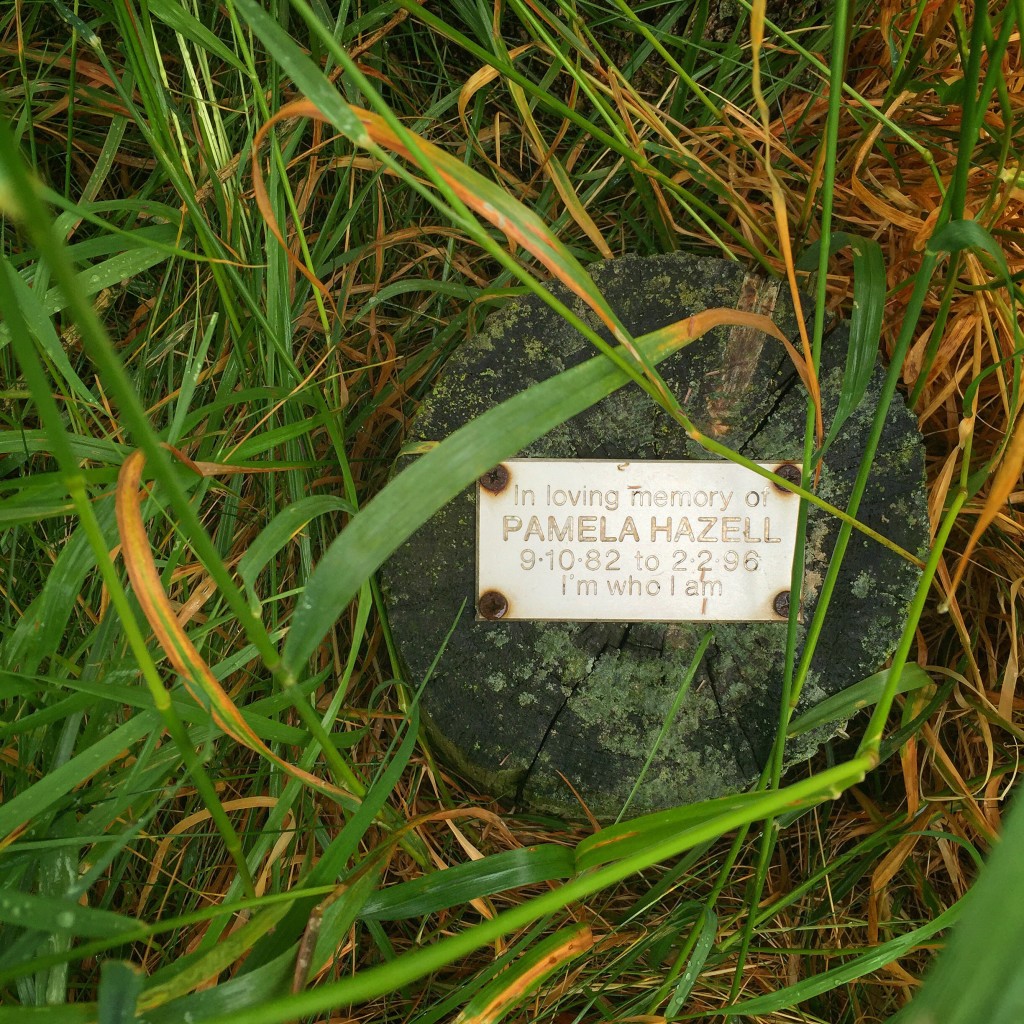 In loving memory of
PAMELA HAZELL
9·10·82 to 2·2·96
I'm who I am